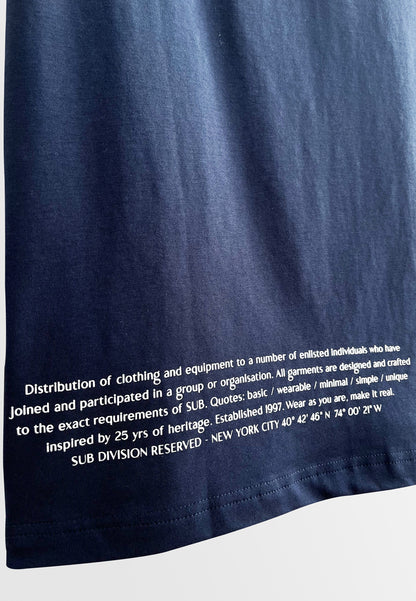 Distribution of clothing and equipment to a number of enlisted individuals who have
joined and participated in a group or organisation. All garments are designed and crafted
to the exact requirements of SUB. Quotes: basic / wearable / minimal / simple / unique
inspired by 25 yrs of heritage. Established 1997. Wear as you are, make it real.
SUB DIVISION RESERVED - NEW YORK CITY 40° 42' 46" N 74° 00' 21" W